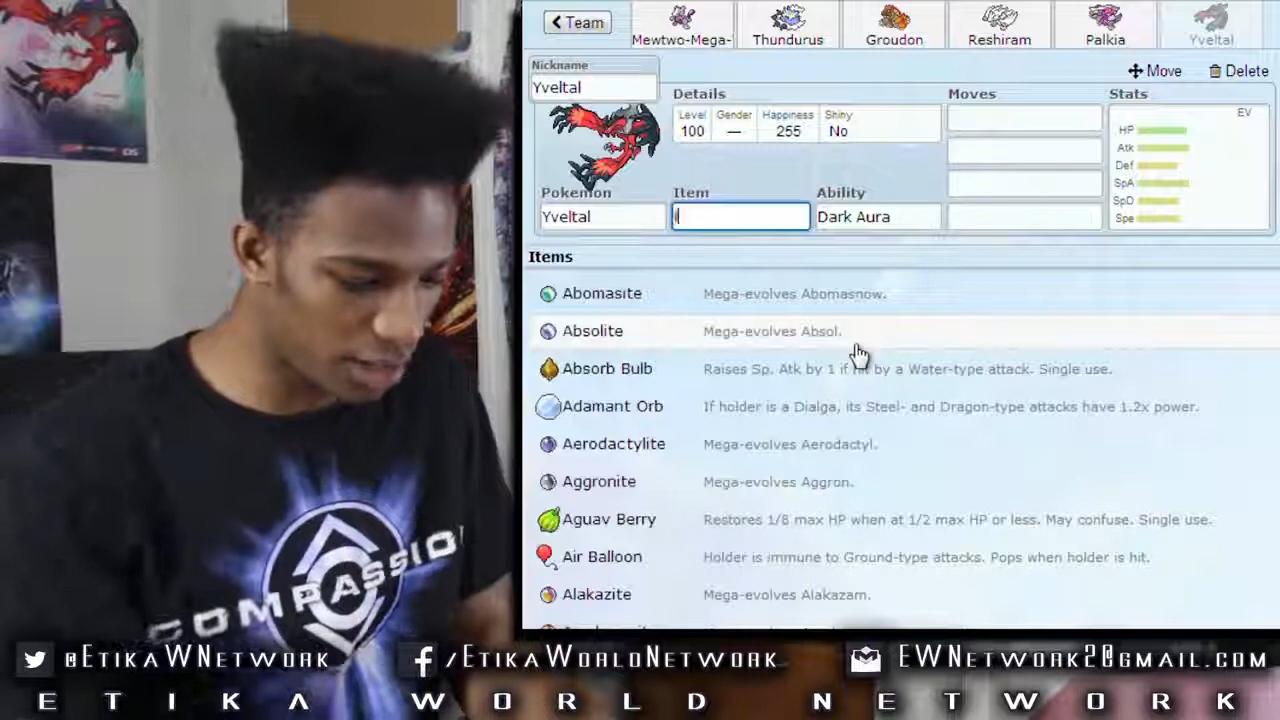 Team
Mewtwo-Mega-
Thundurus
Groudon
Reshiram
Palkia
Yveltal
Nickname
Yveltal
Move
Delete
Details
Moves
Stats
Level
Gender
Happiness
Shiny
100
—
255
No
EV
HP
Atk
Def
SpA
SpD
Spe
Pokemon
Item
Ability
Yveltal
Dark Aura
Items
Abomasite Mega-evolves Abomasnow.
Absolite Mega-evolves Absol.
Absorb Bulb Raises Sp. Atk by 1 if by a Water-type attack. Single use.
Adamant Orb If holder is a Dialga, its Steel- and Dragon-type attacks have 1.2x power.
Aerodactylite Mega-evolves Aerodactyl.
Aggronite Mega-evolves Aggron.
Aguav Berry Restores 1/8 max HP when at 1/2 max HP or less. May confuse. Single use.
Air Balloon Holder is immune to Ground-type attacks. Pops when holder is hit.
Alakazite Mega-evolves Alakazam.
COMPASSION
@EtikaWNetwork
/EtikaWorldNetwork
EWNetwork2@gmail.com
ETIKA WORLD NETWORK